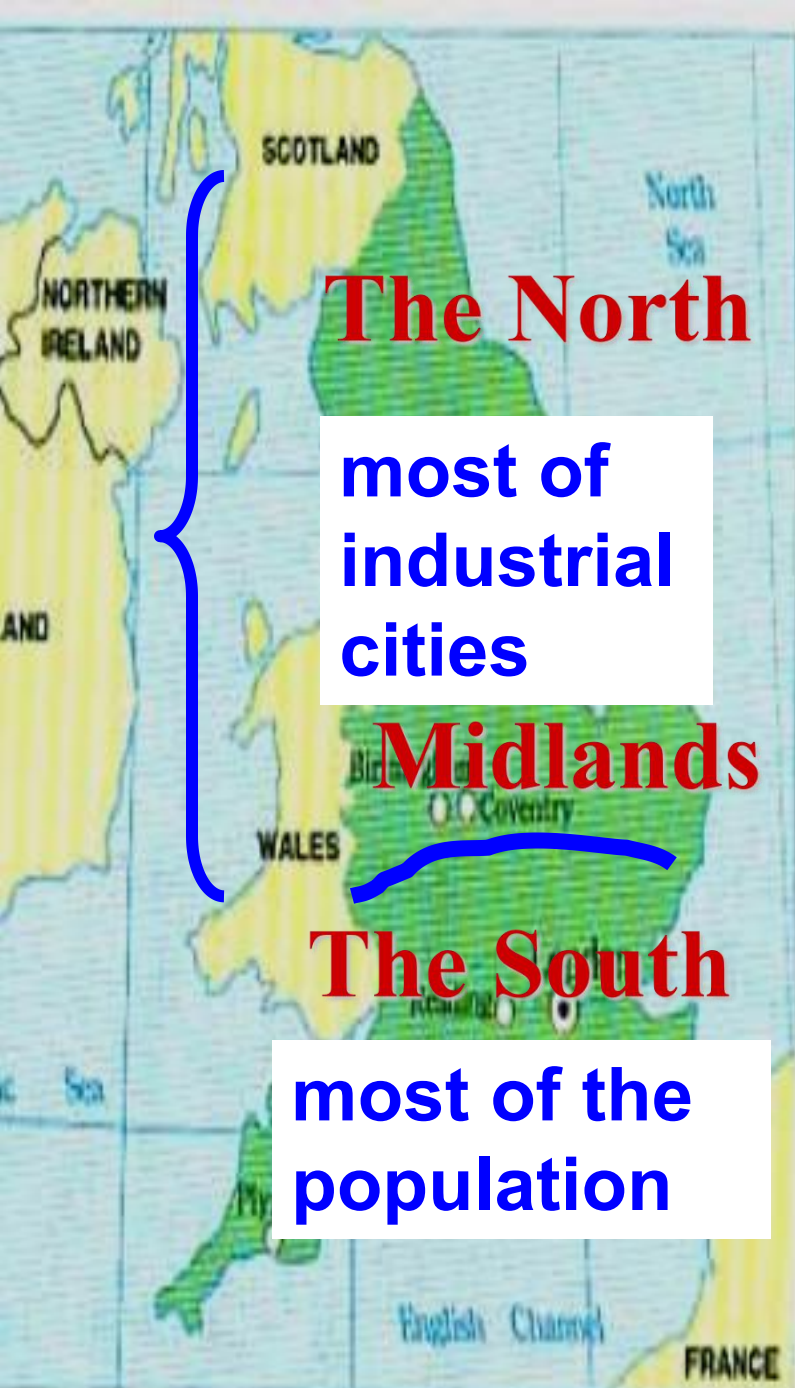 SCOTLAND
North
Sea
The North
NORTHERN
IRELAND
most of
industrial
cities
AND
Midlands
Coventry
WALES
The South
most of the
population
Sea
English Channel
FRANCE